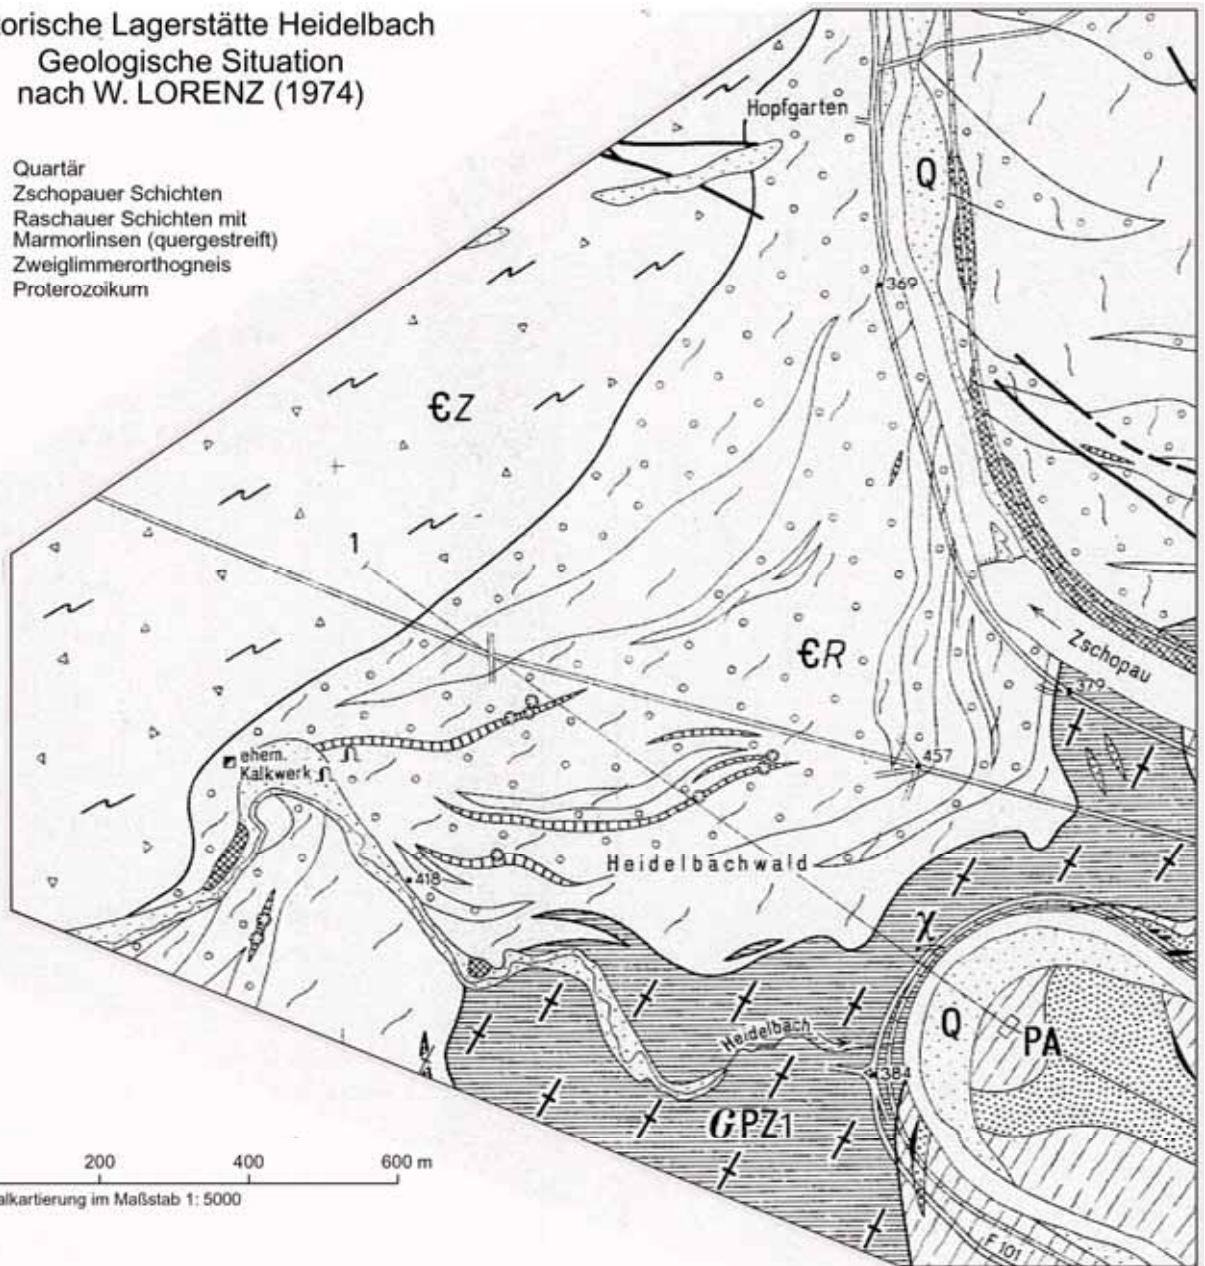 orische Lagerstätte Heidelbach
Geologische Situation
nach W. LORENZ (1974)
Quartär
Zschopauer Schichten
Raschauer Schichten mit
Marmorlinsen (quergestreift)
Zweiglimmerorthogneis
Proterozoikum
Hopfgarten
Q
369
€Z
1
€R
Zschopau
379
457
ehem.
Kalkwerk
Heidelbachwald
418
χ
Q
PA
Heidelbach
384
A
GPZ1
F 101
200 400 600 m
alkartierung im Maßstab 1: 5000